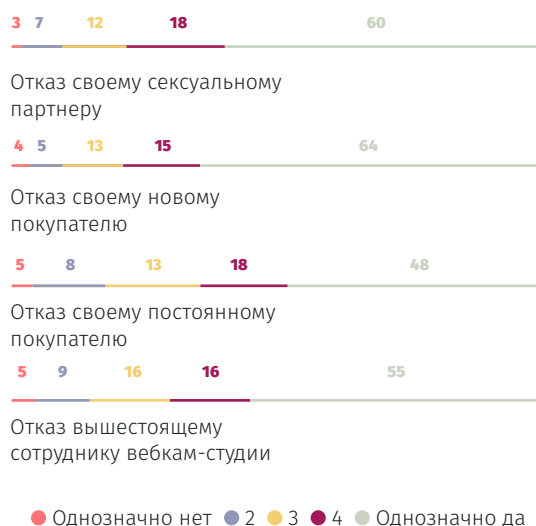 3 7 12 18 60
Отказ своему сексуальному
партнеру
4 5 13 15 64
Отказ своему новому
покупателю
5 8 13 18 48
Отказ своему постоянному
покупателю
5 9 16 16 55
Отказ вышестоящему
сотруднику вебкам-студии
Однозначно нет 2 3 4 Однозначно да